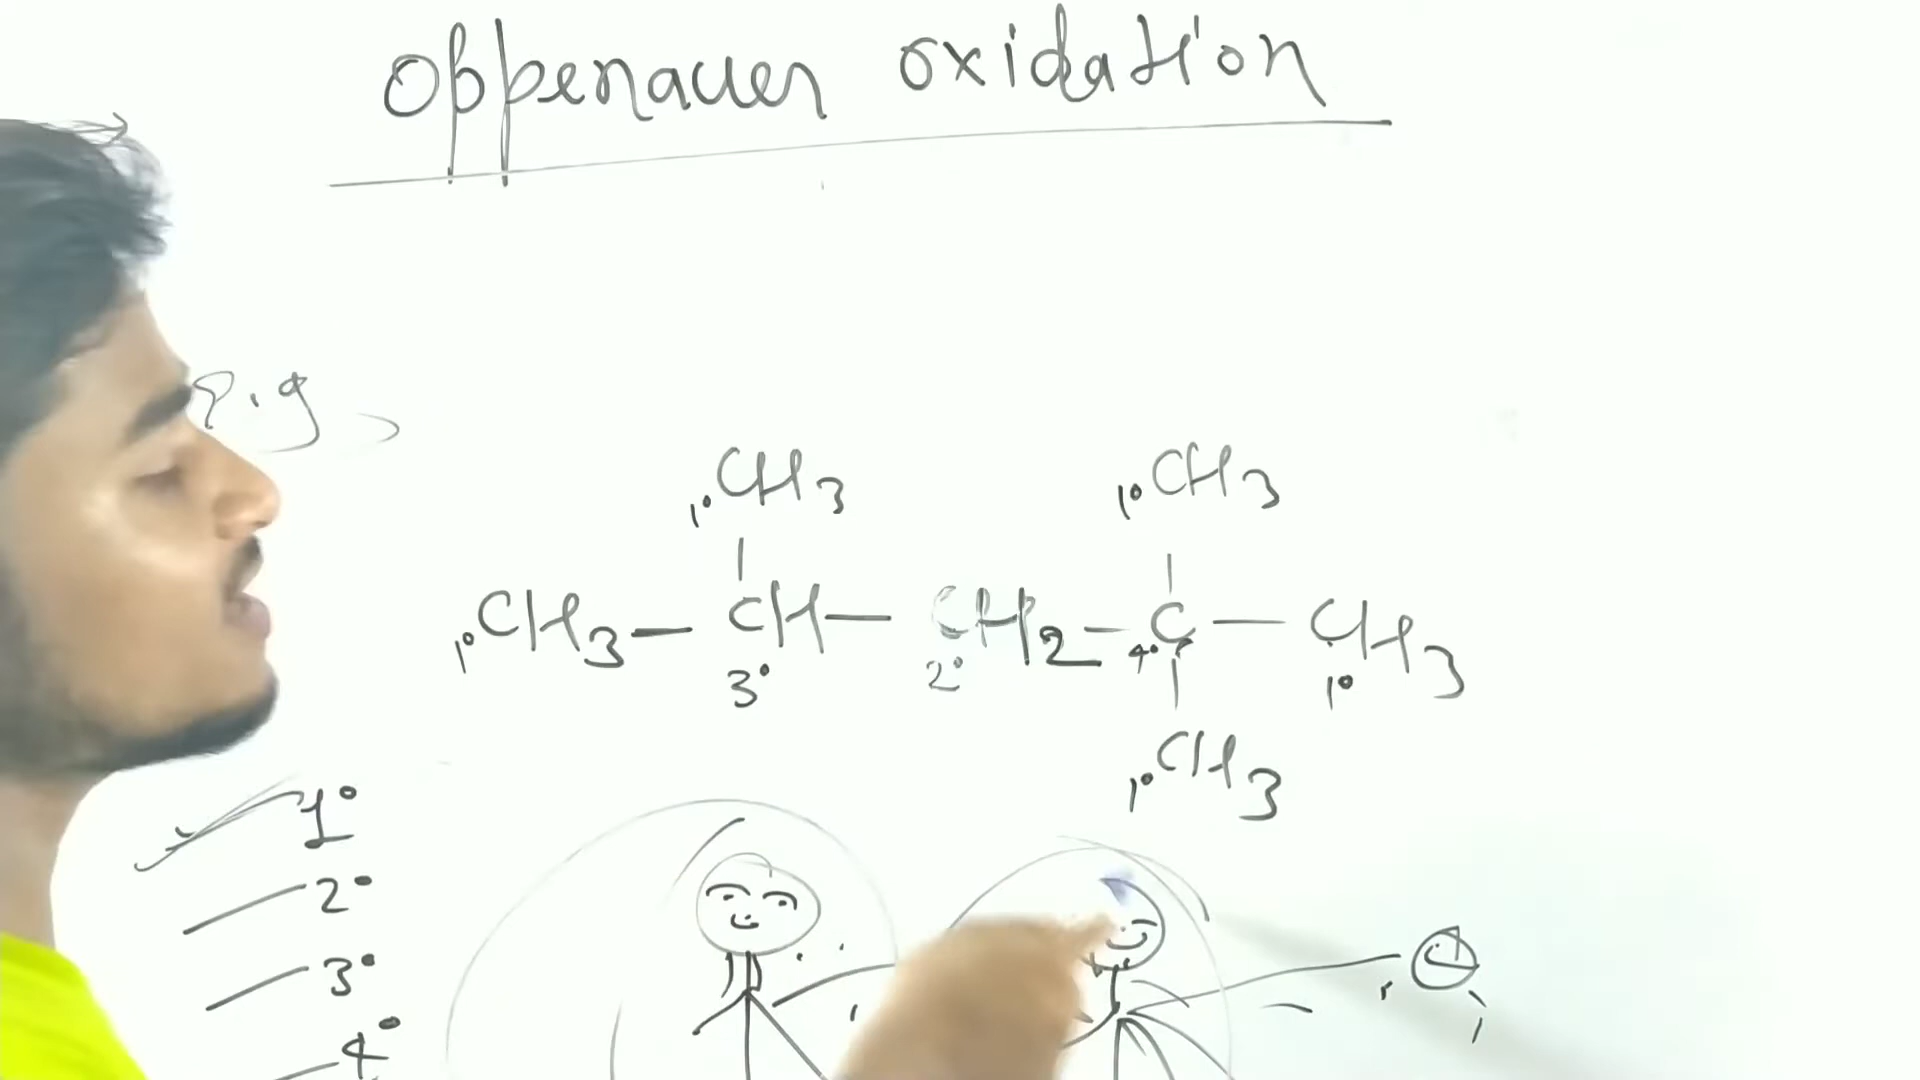 Oppenauer oxidation
e.g
1° CH3 1° CH3
1° CH3 — CH — CH2 — C — CH3
3° 2° 4° 1°
1° CH3
1°
2°
3°
4°